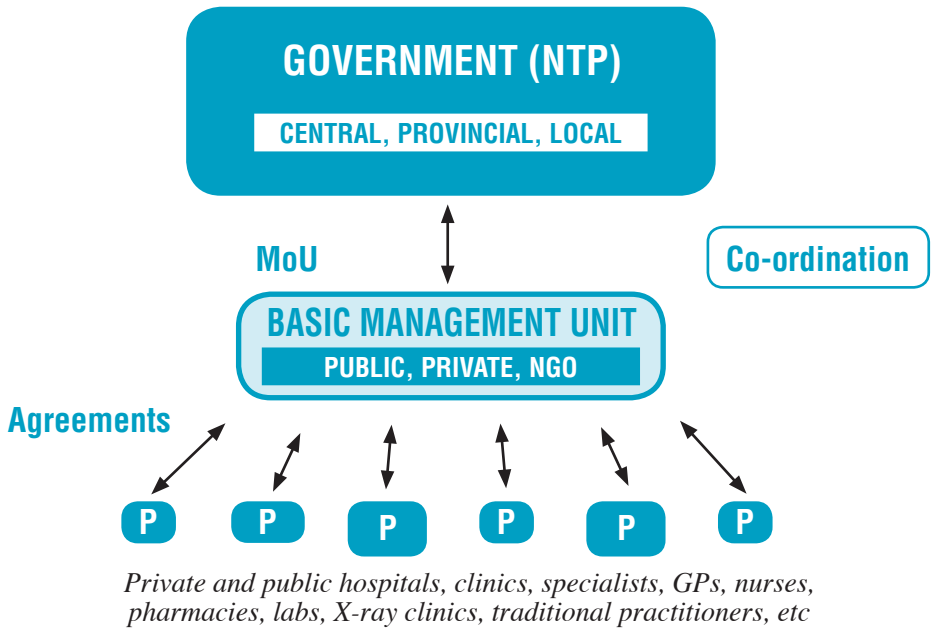 GOVERNMENT (NTP)
CENTRAL, PROVINCIAL, LOCAL
MoU
Co-ordination
BASIC MANAGEMENT UNIT
PUBLIC, PRIVATE, NGO
Agreements
P P P P P P
Private and public hospitals, clinics, specialists, GPs, nurses,
pharmacies, labs, X-ray clinics, traditional practitioners, etc